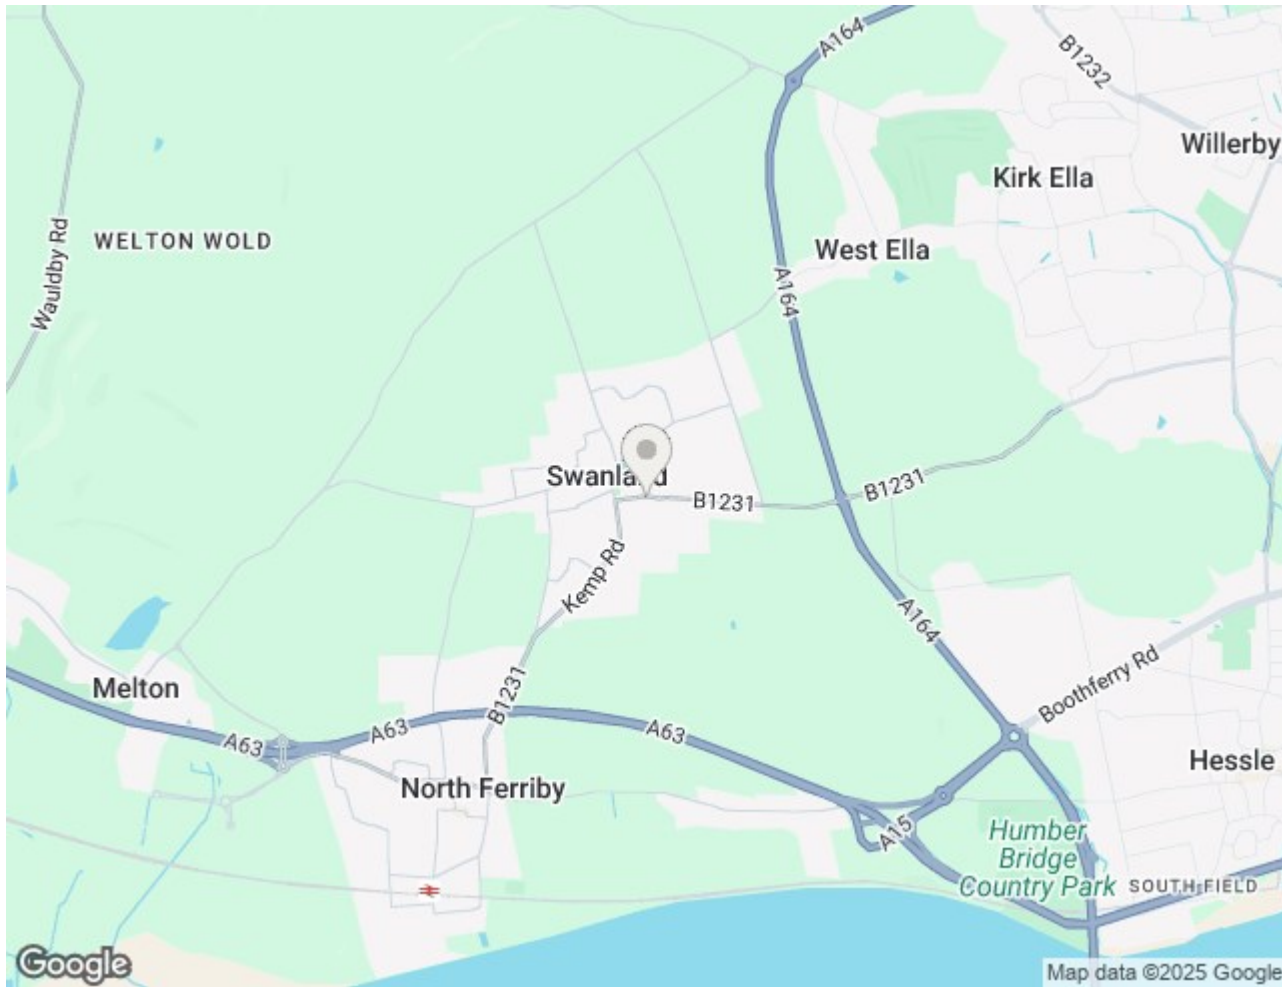 A164
B1232
Willerby
Kirk Ella
Wauldby Rd
WELTON WOLD
West Ella
A164
Swanland
B1231
B1231
Kemp Rd
A164
Boothferry Rd
Melton
B1231
A63
A63
A63
North Ferriby
Hessle
A15
Humber
Bridge
Country Park
SOUTH FIELD
Google
Map data ©2025 Google